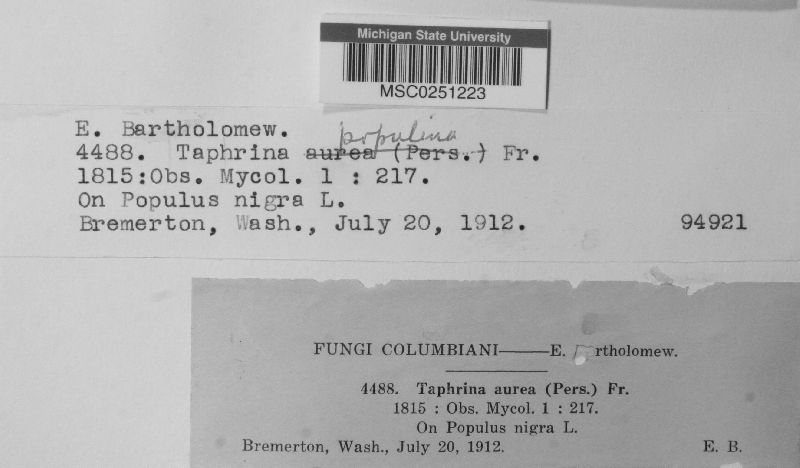 Michigan State University
MSC0251223
E. Bartholomew.
populina
4488. Taphrina aurea (Pers.) Fr.
1815:Obs. Mycol. 1 : 217.
On Populus nigra L.
Bremerton, Wash., July 20, 1912. 94921
FUNGI COLUMBIANI——E. rtholomew.
4488. Taphrina aurea (Pers.) Fr.
1815 : Obs. Mycol. 1 : 217.
On Populus nigra L.
Bremerton, Wash., July 20, 1912. E. B.